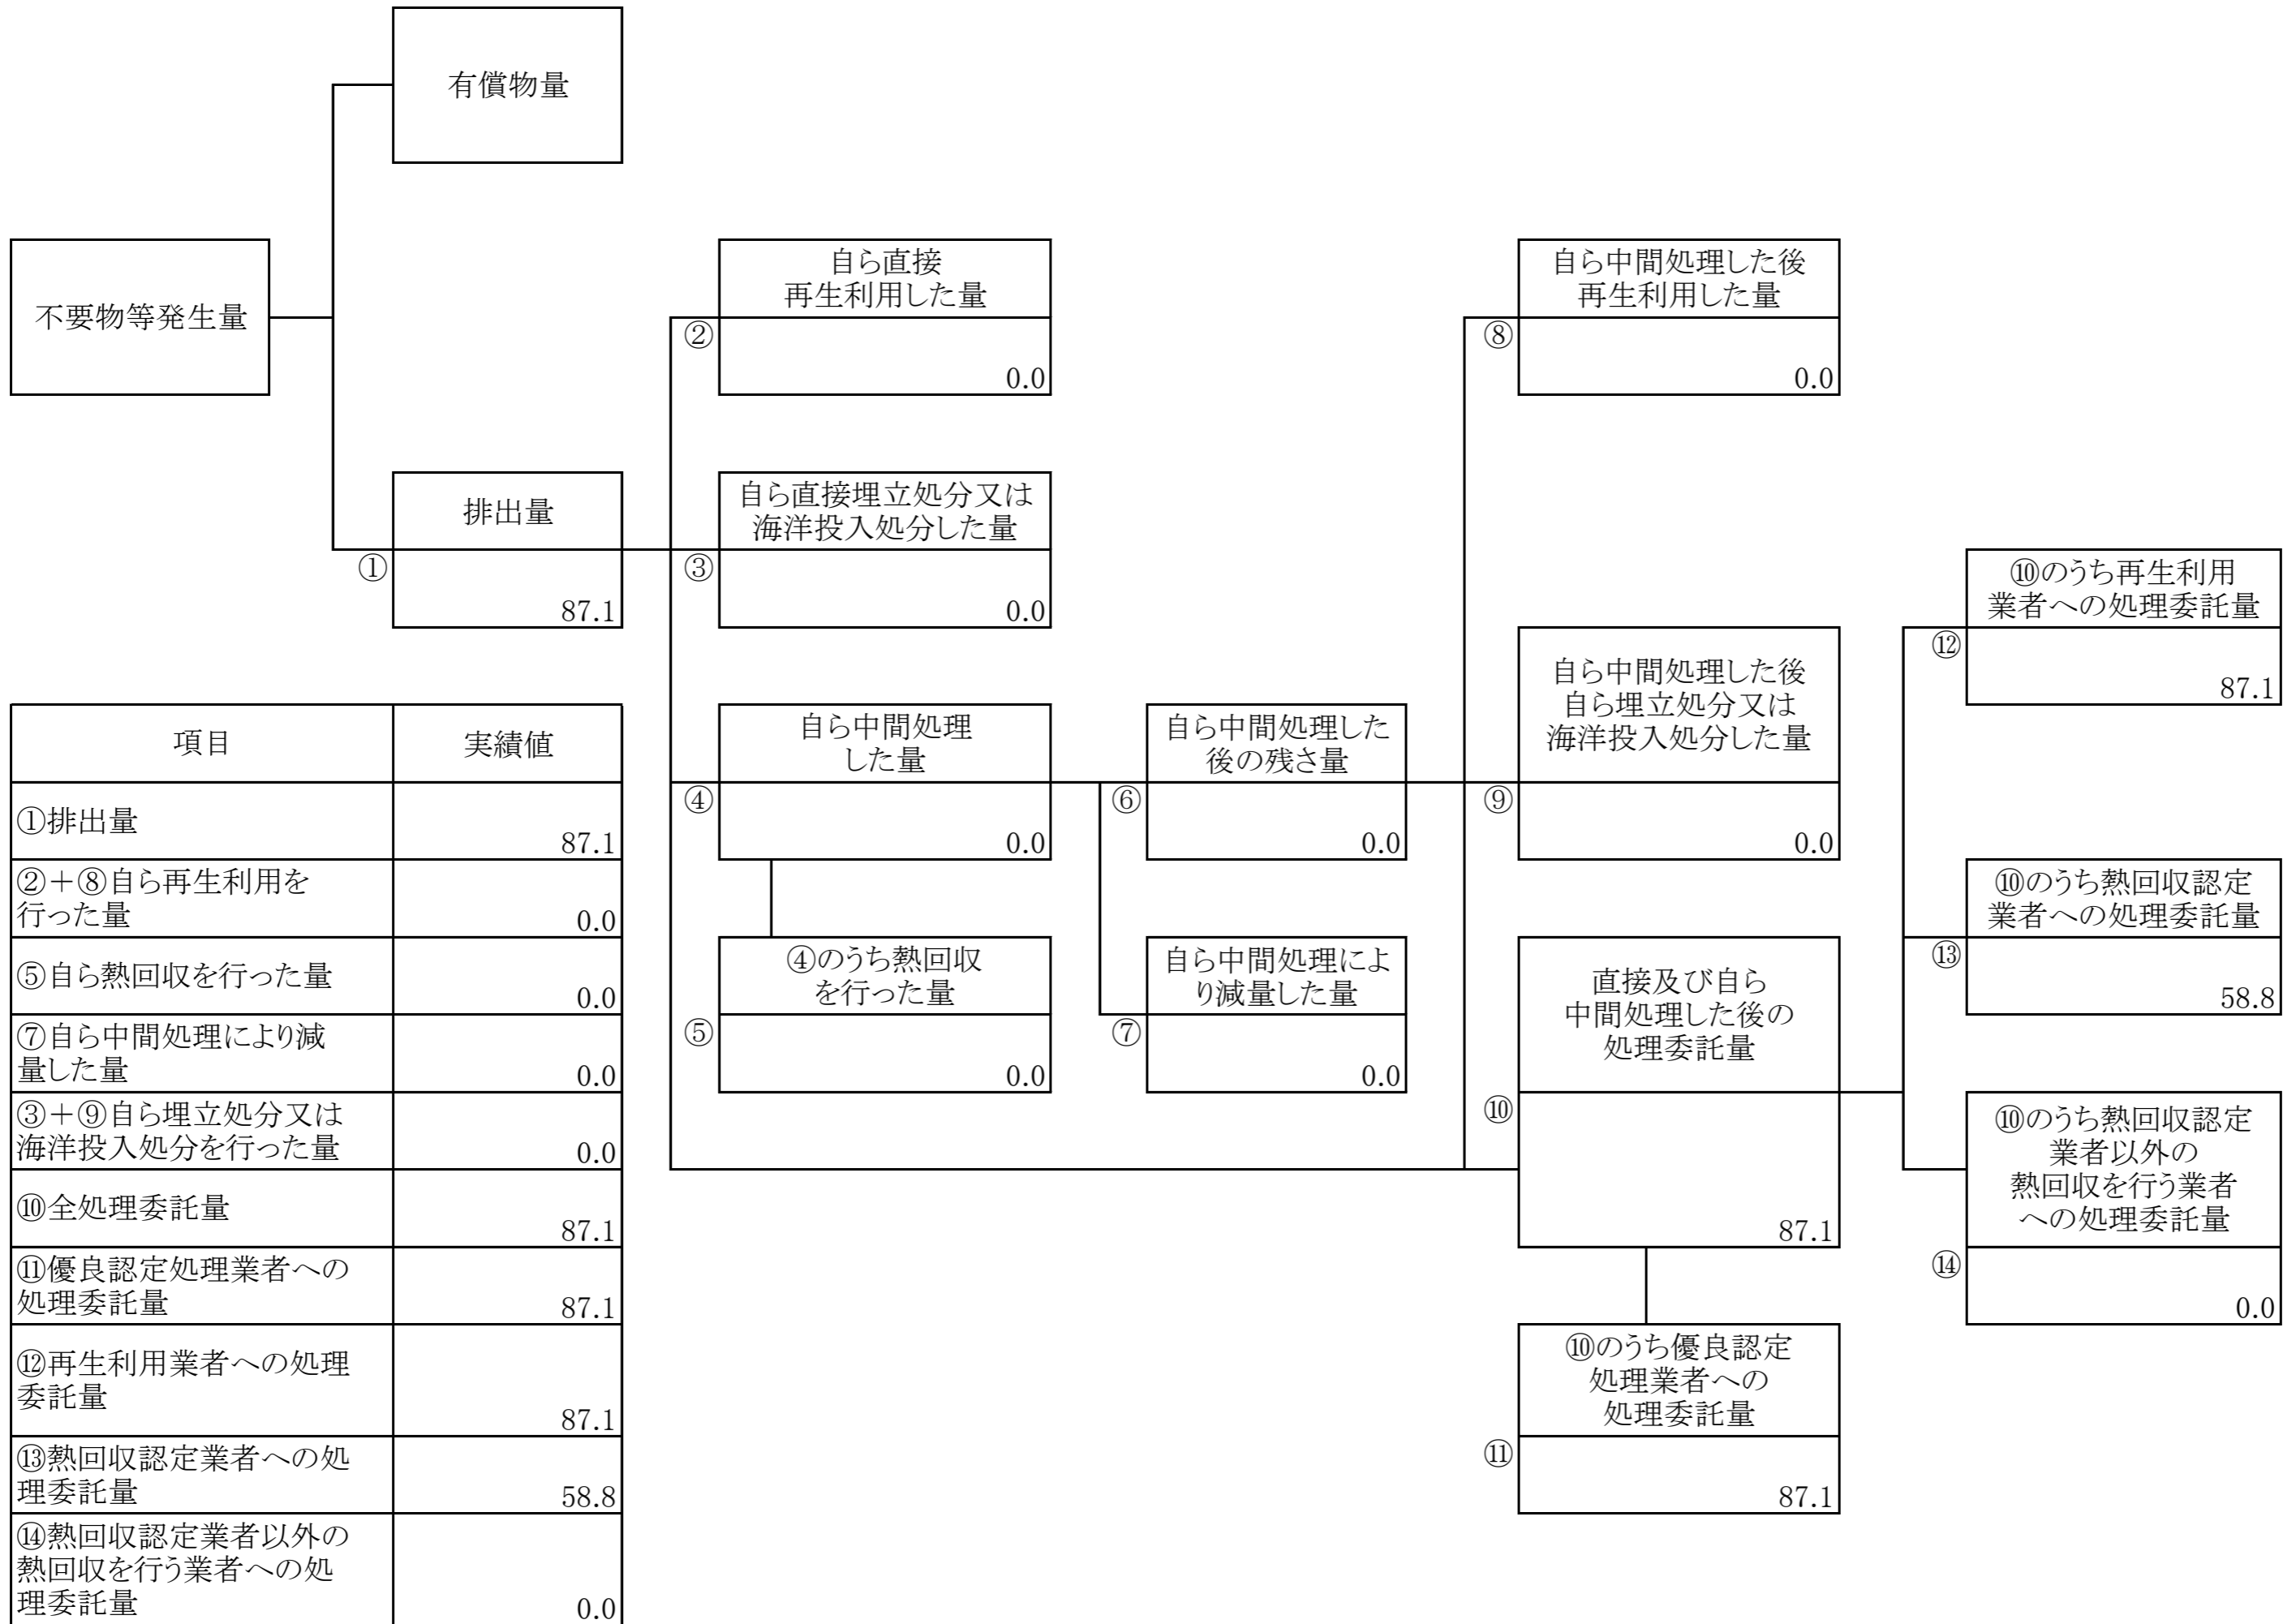 有償物量
不要物等発生量
自ら直接
再生利用した量
②
0.0
自ら中間処理した後
再生利用した量
⑧
0.0
排出量
①
87.1
自ら直接埋立処分又は
海洋投入処分した量
③
0.0
⑩のうち再生利用
業者への処理委託量
⑫
87.1
自ら中間処理
した量
④
0.0
自ら中間処理した
後の残さ量
⑥
0.0
自ら中間処理した後
自ら埋立処分又は
海洋投入処分した量
⑨
0.0
⑩のうち熱回収認定
業者への処理委託量
⑬
58.8
④のうち熱回収
を行った量
⑤
0.0
自ら中間処理によ
り減量した量
⑦
0.0
直接及び自ら
中間処理した後の
処理委託量
⑩
87.1
⑩のうち熱回収認定
業者以外の
熱回収を行う業者
への処理委託量
⑭
0.0
⑩のうち優良認定
処理業者への
処理委託量
⑪
87.1
項目 実績値
①排出量
87.1
②+⑧自ら再生利用を
行った量 0.0
⑤自ら熱回収を行った量
0.0
⑦自ら中間処理により減
量した量 0.0
③+⑨自ら埋立処分又は
海洋投入処分を行った量 0.0
⑩全処理委託量
87.1
⑪優良認定処理業者への
処理委託量 87.1
⑫再生利用業者への処理
委託量
87.1
⑬熱回収認定業者への処
理委託量 58.8
⑭熱回収認定業者以外の
熱回収を行う業者への処
理委託量 0.0